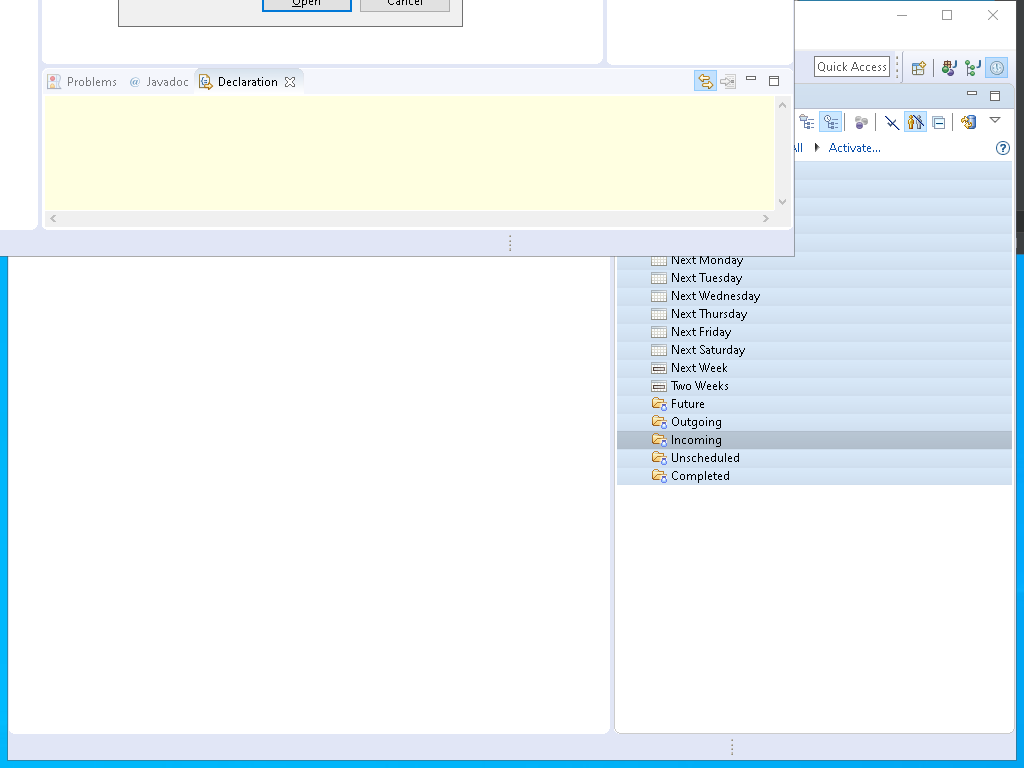 Open Cancel
Problems @ Javadoc Declaration
Quick Access
All Activate...
Next Monday
Next Tuesday
Next Wednesday
Next Thursday
Next Friday
Next Saturday
Next Week
Two Weeks
Future
Outgoing
Incoming
Unscheduled
Completed